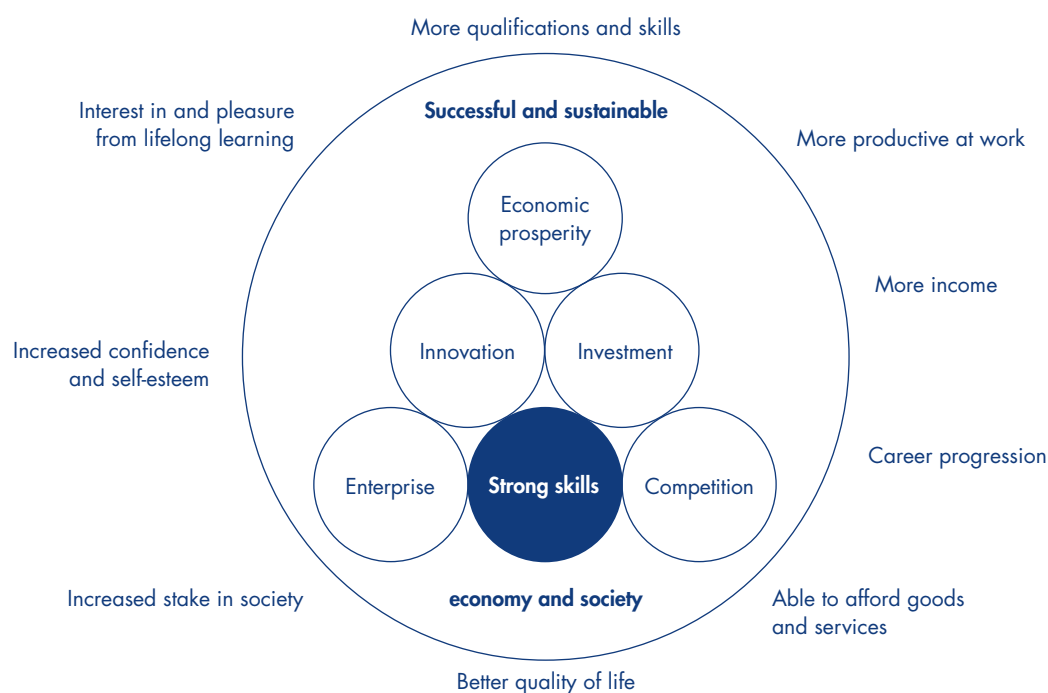 More qualifications and skills
Interest in and pleasure
from lifelong learning
Successful and sustainable
More productive at work
Economic
prosperity
More income
Innovation
Investment
Increased confidence
and self-esteem
Career progression
Enterprise
Strong skills
Competition
Increased stake in society
economy and society
Able to afford goods
and services
Better quality of life